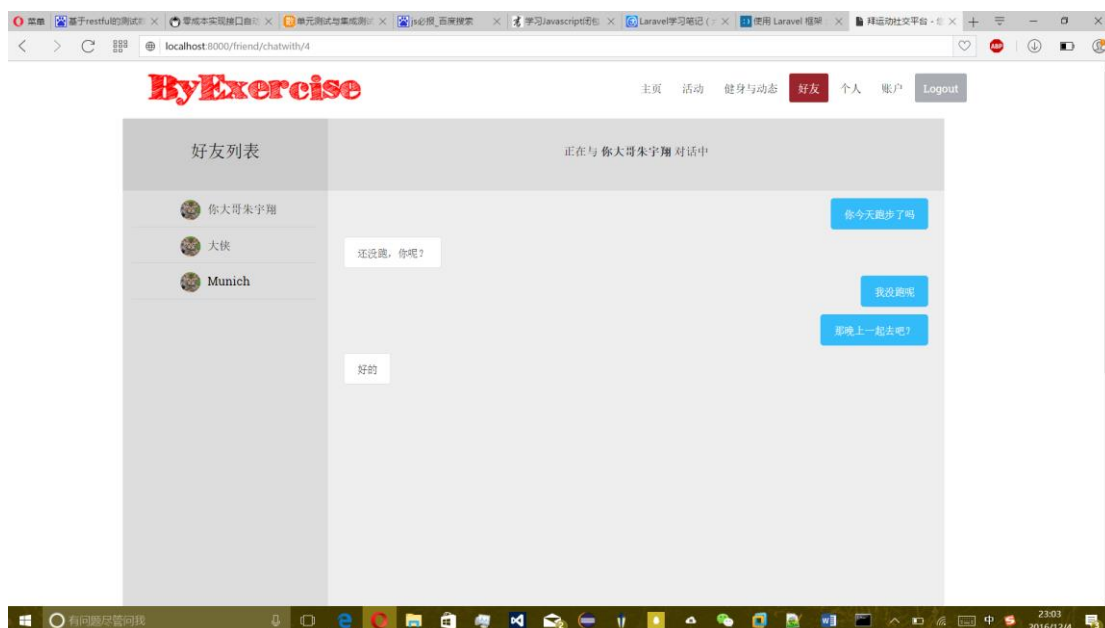 菜单 基于restful的测试 零成本实现接口自 单元测试与集成测试 js必报_百度搜索 学习Javascript闭包 Laravel学习笔记 使用 Laravel 框架 拜运动社交平台
localhost:8000/friend/chatwith/4
ABP
ByExercise
主页 活动 健身与动态 好友 个人 账户 Logout
好友列表
正在与 你大哥朱宇翔 对话中
你大哥朱宇翔
大侠
Munich
你今天跑步了吗
还没跑，你呢？
我没跑呢
那晚上一起去吧？
好的
有问题尽管问我
中
23:03
2016/12/4